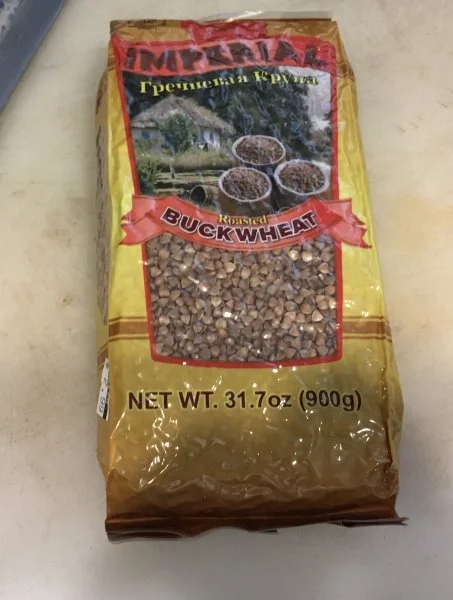 IMPERIAL
Гречневая Крупа
Roasted
BUCKWHEAT
NET WT. 31.7oz (900g)